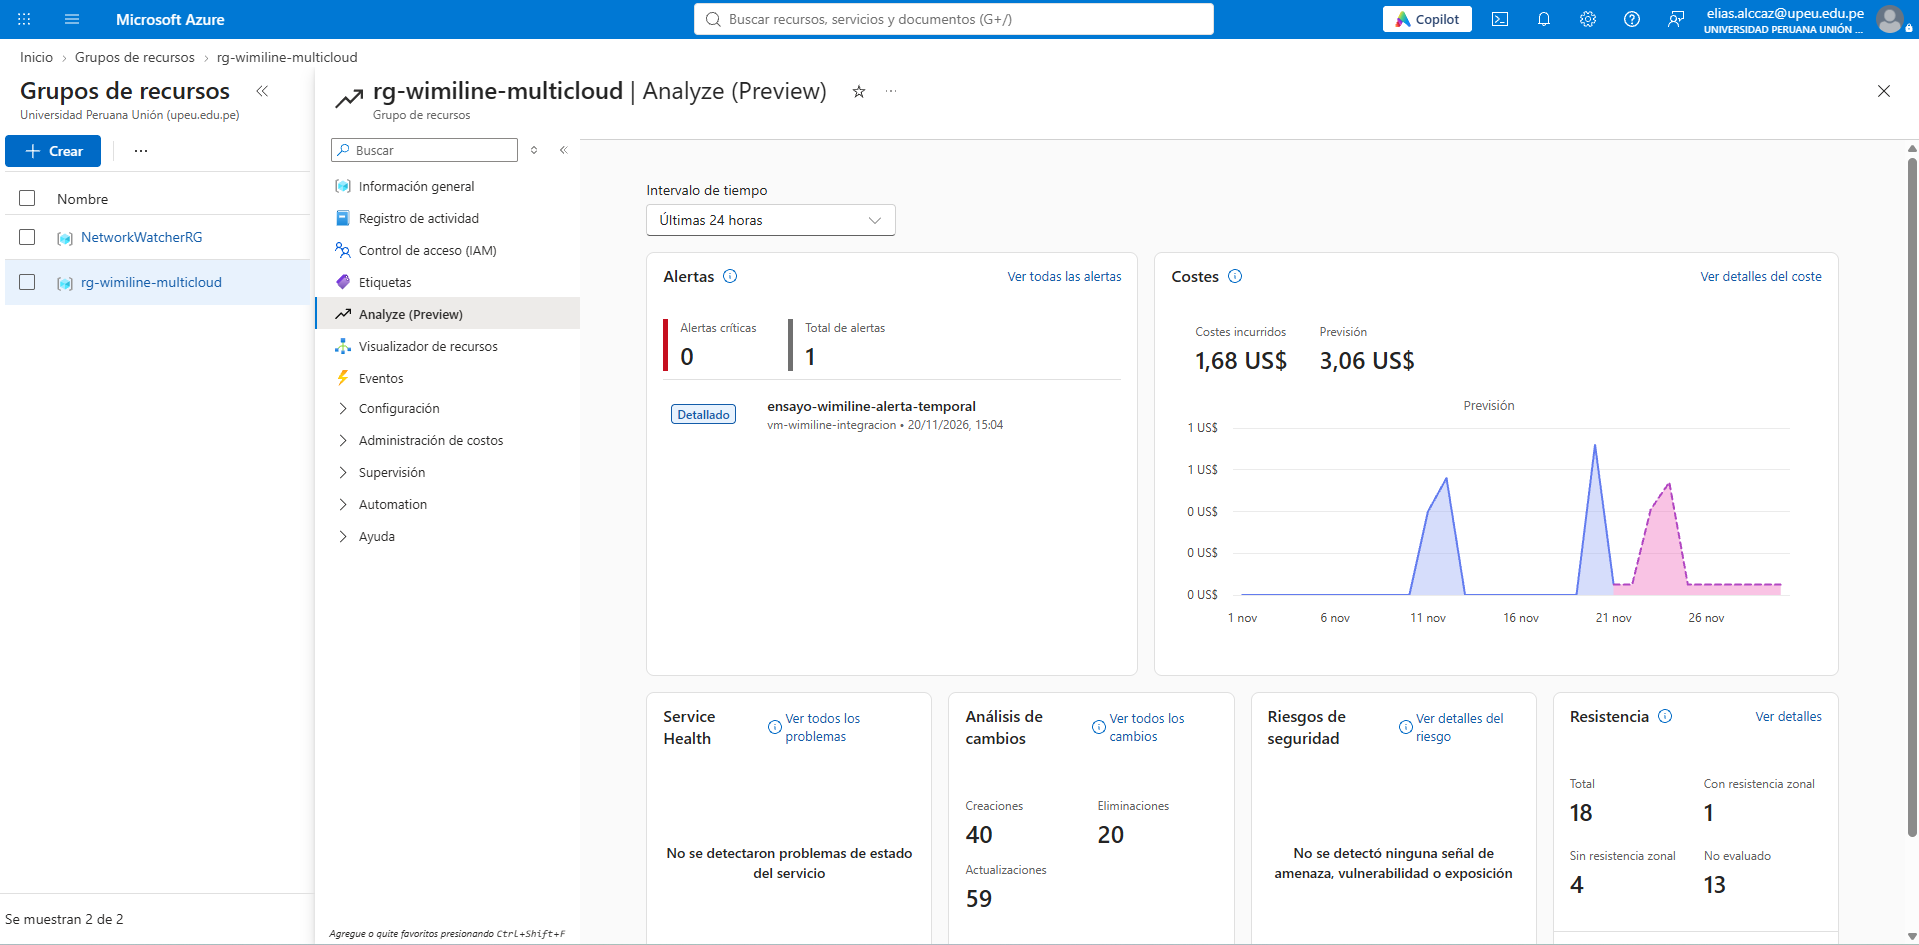 Microsoft Azure
Buscar recursos, servicios y documentos (G+/)
Copilot
elias.alccaz@upeu.edu.pe
UNIVERSIDAD PERUANA UNIÓN ...
Inicio > Grupos de recursos > rg-wimiline-multicloud
Grupos de recursos
Universidad Peruana Unión (upeu.edu.pe)
Crear
...
Nombre
NetworkWatcherRG
rg-wimiline-multicloud
Se muestran 2 de 2
rg-wimiline-multicloud | Analyze (Preview)
...
Grupo de recursos
Buscar
Información general
Registro de actividad
Control de acceso (IAM)
Etiquetas
Analyze (Preview)
Visualizador de recursos
Eventos
Configuración
Administración de costos
Supervisión
Automation
Ayuda
Agregue o quite favoritos presionando Ctrl+Shift+F
Intervalo de tiempo
Últimas 24 horas
Alertas
Ver todas las alertas
Alertas críticas
0
Total de alertas
1
Detallado
ensayo-wimiline-alerta-temporal
vm-wimiline-integracion • 20/11/2026, 15:04
Costes
Ver detalles del coste
Costes incurridos
1,68 US$
Previsión
3,06 US$
Previsión
1 US$
1 US$
0 US$
0 US$
0 US$
1 nov 6 nov 11 nov 16 nov 21 nov 26 nov
Service
Health
Ver todos los
problemas
No se detectaron problemas de estado
del servicio
Análisis de
cambios
Ver todos los
cambios
Creaciones
40
Eliminaciones
20
Actualizaciones
59
Riesgos de
seguridad
Ver detalles del
riesgo
No se detectó ninguna señal de
amenaza, vulnerabilidad o exposición
Resistencia
Ver detalles
Total
18
Con resistencia zonal
1
Sin resistencia zonal
4
No evaluado
13